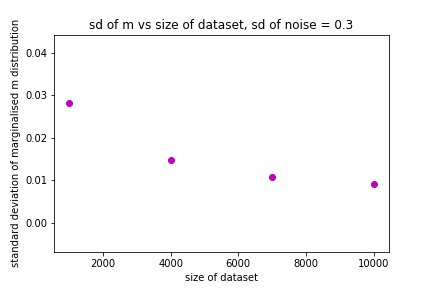 sd of m vs size of dataset, sd of noise = 0.3
standard deviation of marginalised m distribution
0.04
0.03
0.02
0.01
0.00
2000 4000 6000 8000 10000
size of dataset